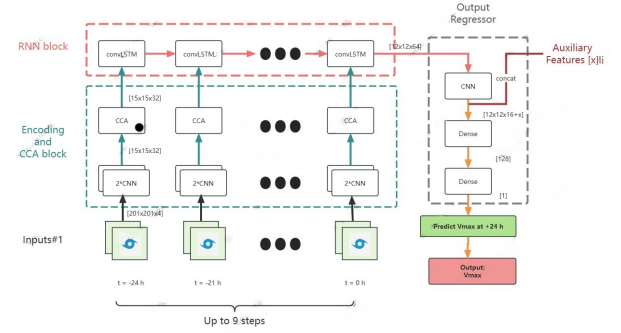 Output
Regressor
RNN block
convLSTM
convLSTM
convLSTM
[12x12x64]
Auxiliary
Features [x]li
concat
CNN
[15x15x32]
[12x12x16+x]
Encoding
and
CCA block
CCA
CCA
CCA
Dense
[15x15x32]
[128]
2*CNN
2*CNN
2*CNN
Dense
[1]
[201x201x4]
Inputs#1
Predict Vmax at +24 h
t = -24 h
t = -21 h
t = 0 h
Output:
Vmax
Up to 9 steps